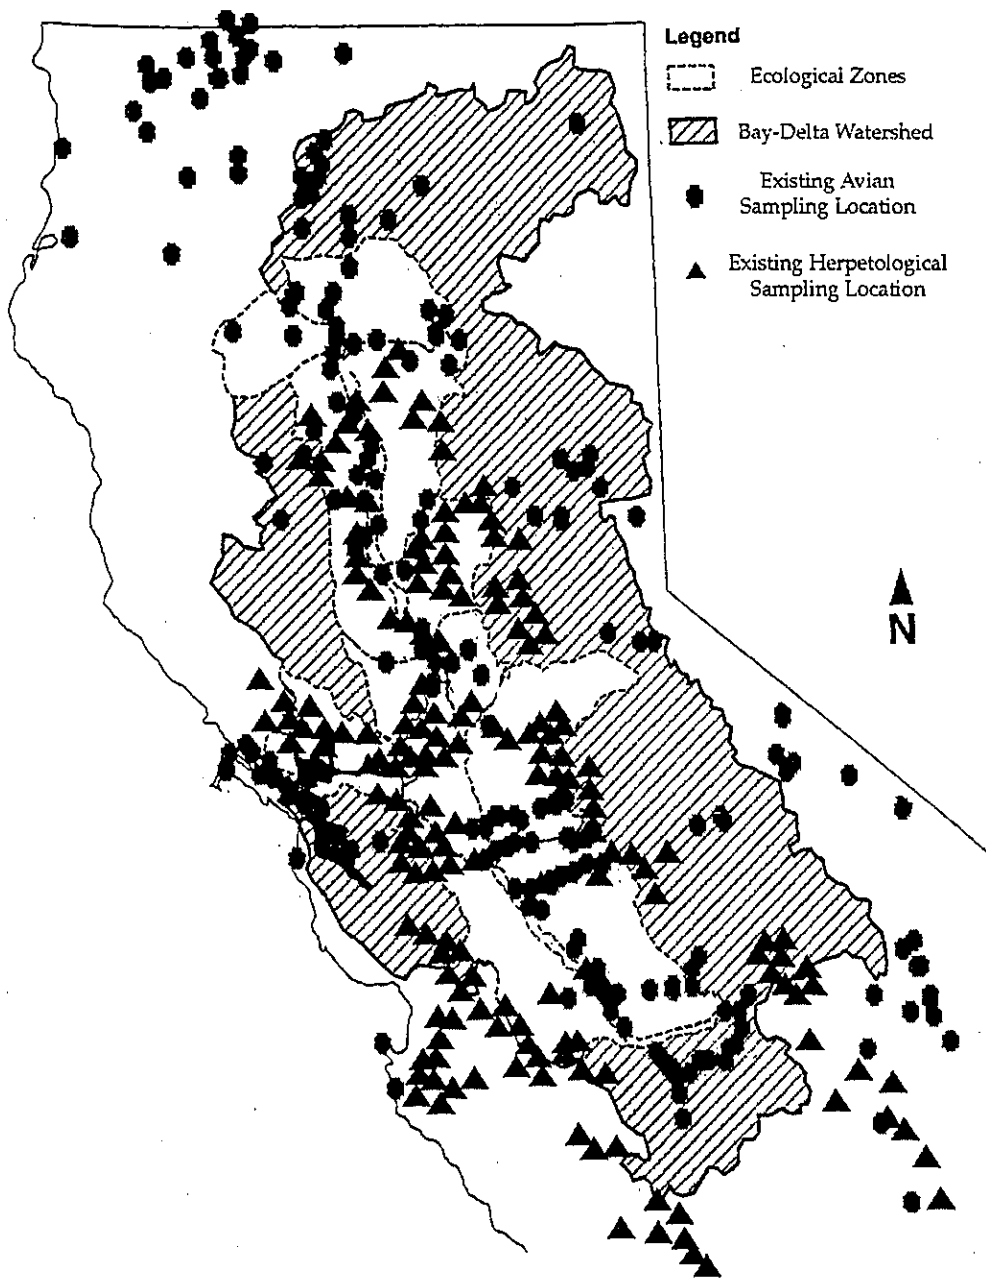 Legend
Ecological Zones
Bay-Delta Watershed
Existing Avian
Sampling Location
Existing Herpetological
Sampling Location
N